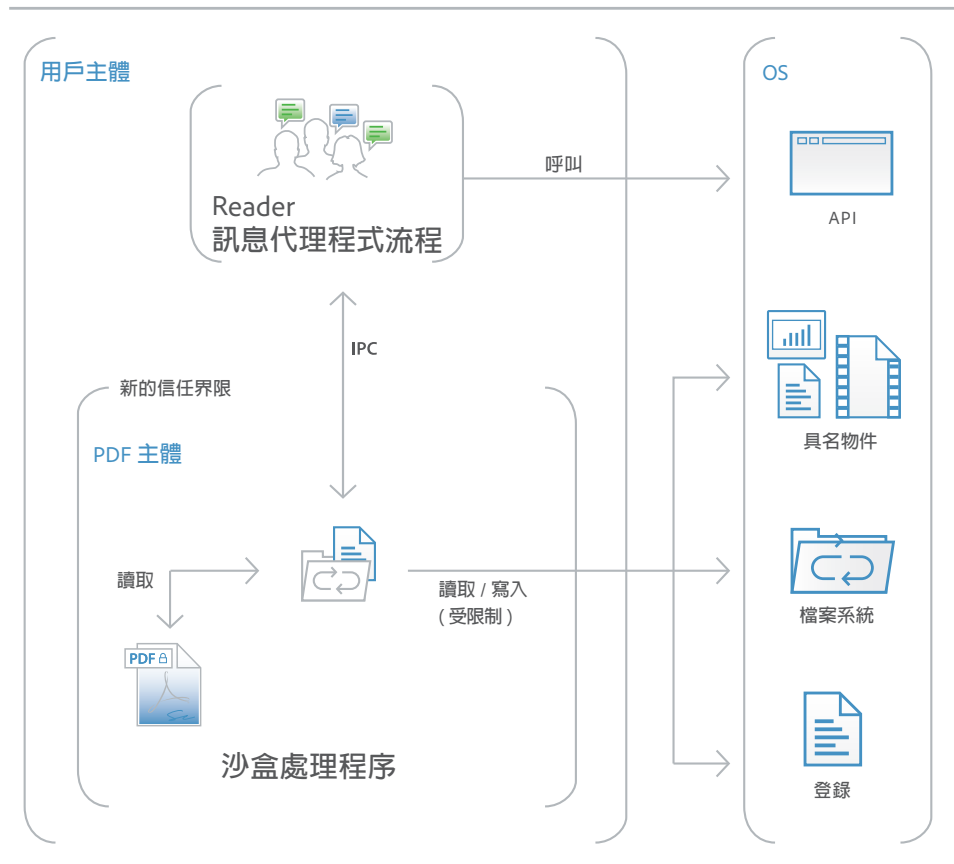 用戶主體
Reader
訊息代理程式流程
呼叫
IPC
新的信任界限
PDF 主體
讀取
PDF
讀取 / 寫入
( 受限制 )
沙盒處理程序
OS
API
具名物件
檔案系統
登錄